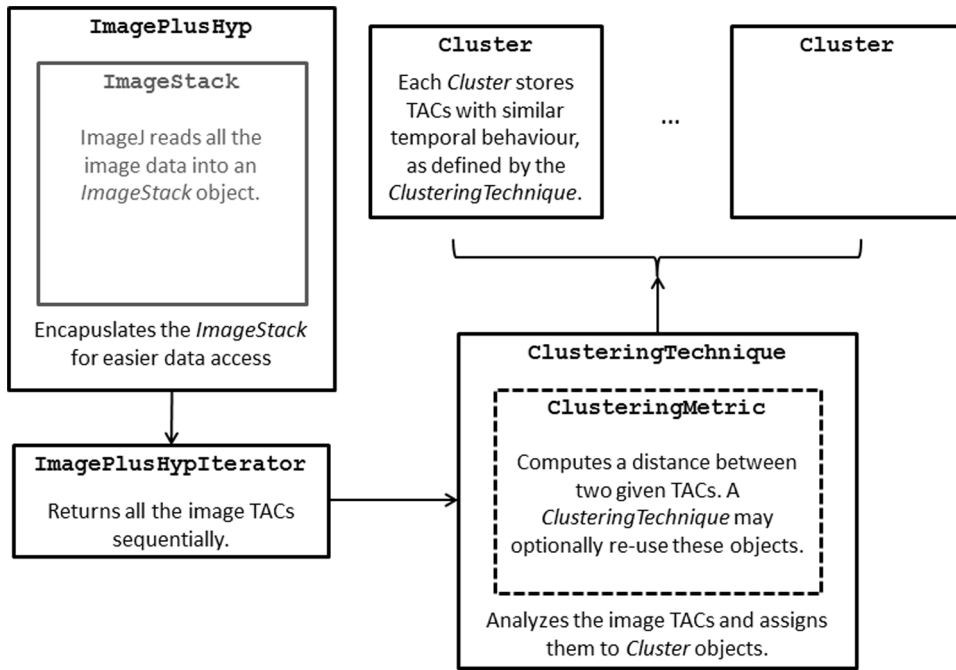 ImagePlusHyp
ImageStack
ImageJ reads all the
image data into an
ImageStack object.
Encapuslates the ImageStack
for easier data access
ImagePlusHypIterator
Returns all the image TACs
sequentially.
Cluster
Each Cluster stores
TACs with similar
temporal behaviour,
as defined by the
ClusteringTechnique.
...
Cluster
ClusteringTechnique
ClusteringMetric
Computes a distance between
two given TACs. A
ClusteringTechnique may
optionally re-use these objects.
Analyzes the image TACs and assigns
them to Cluster objects.